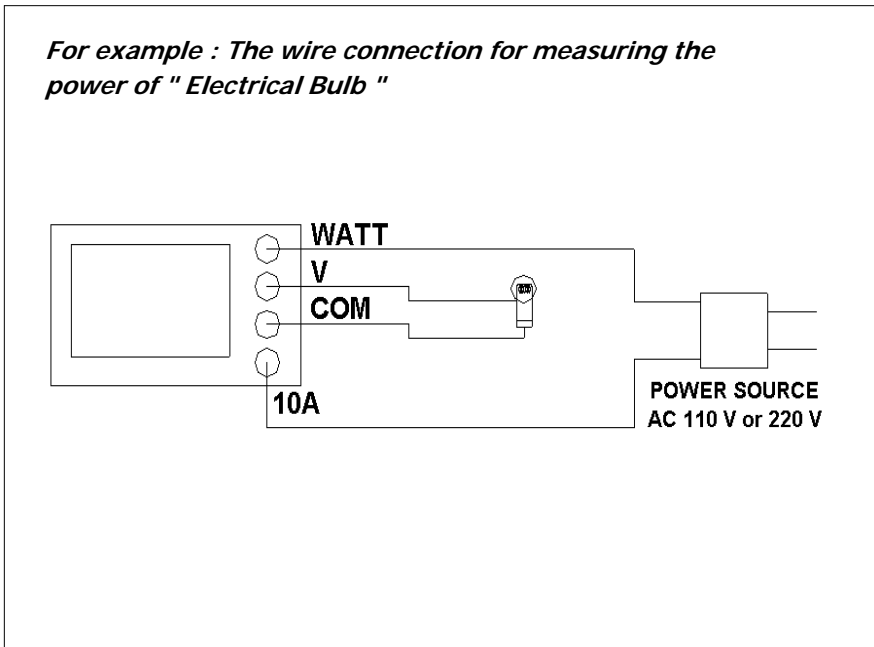 For example : The wire connection for measuring the
power of " Electrical Bulb "
WATT
V
COM
10A
POWER SOURCE
AC 110 V or 220 V